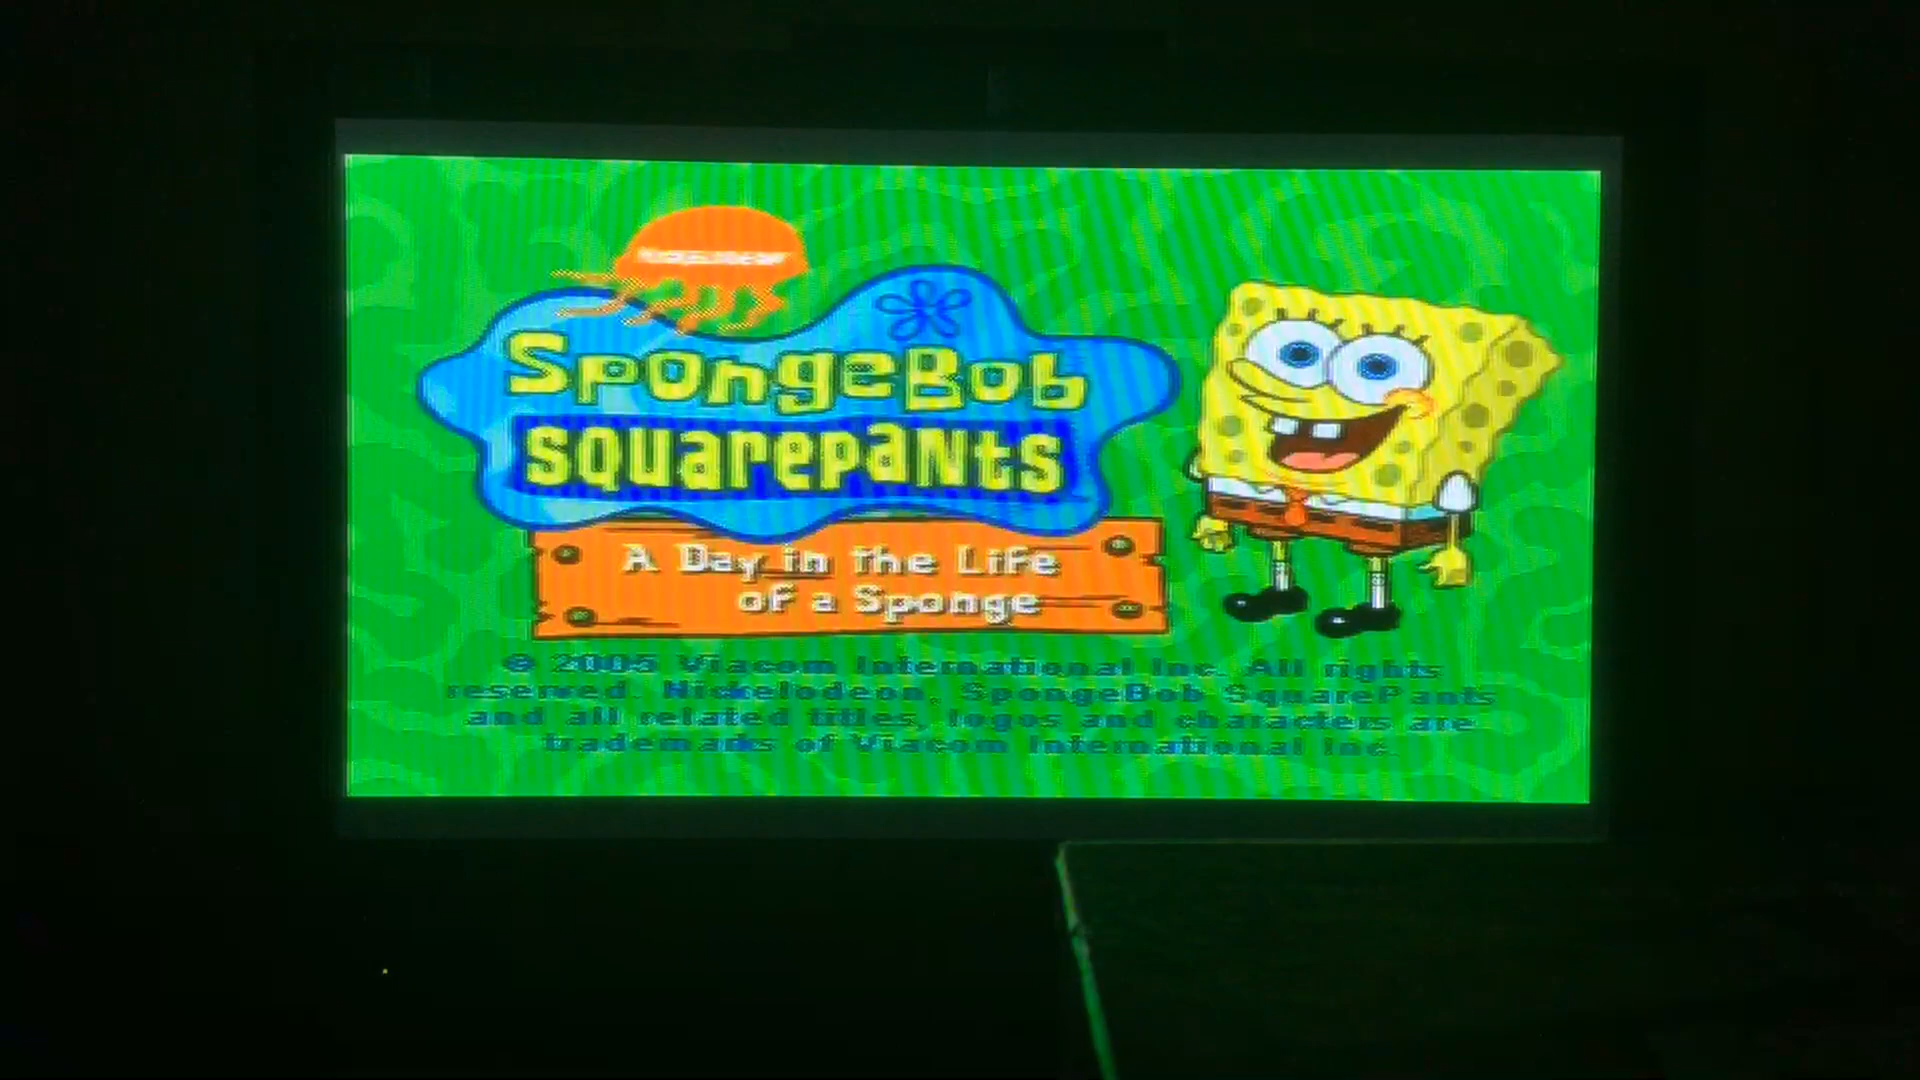 NICKELODEON
SpongeBob
SquarePants
A Day in the Life
of a Sponge
© 2005 Viacom International Inc. All rights
reserved. Nickelodeon, SpongeBob SquarePants
and all related titles, logos and characters are
trademarks of Viacom International Inc.